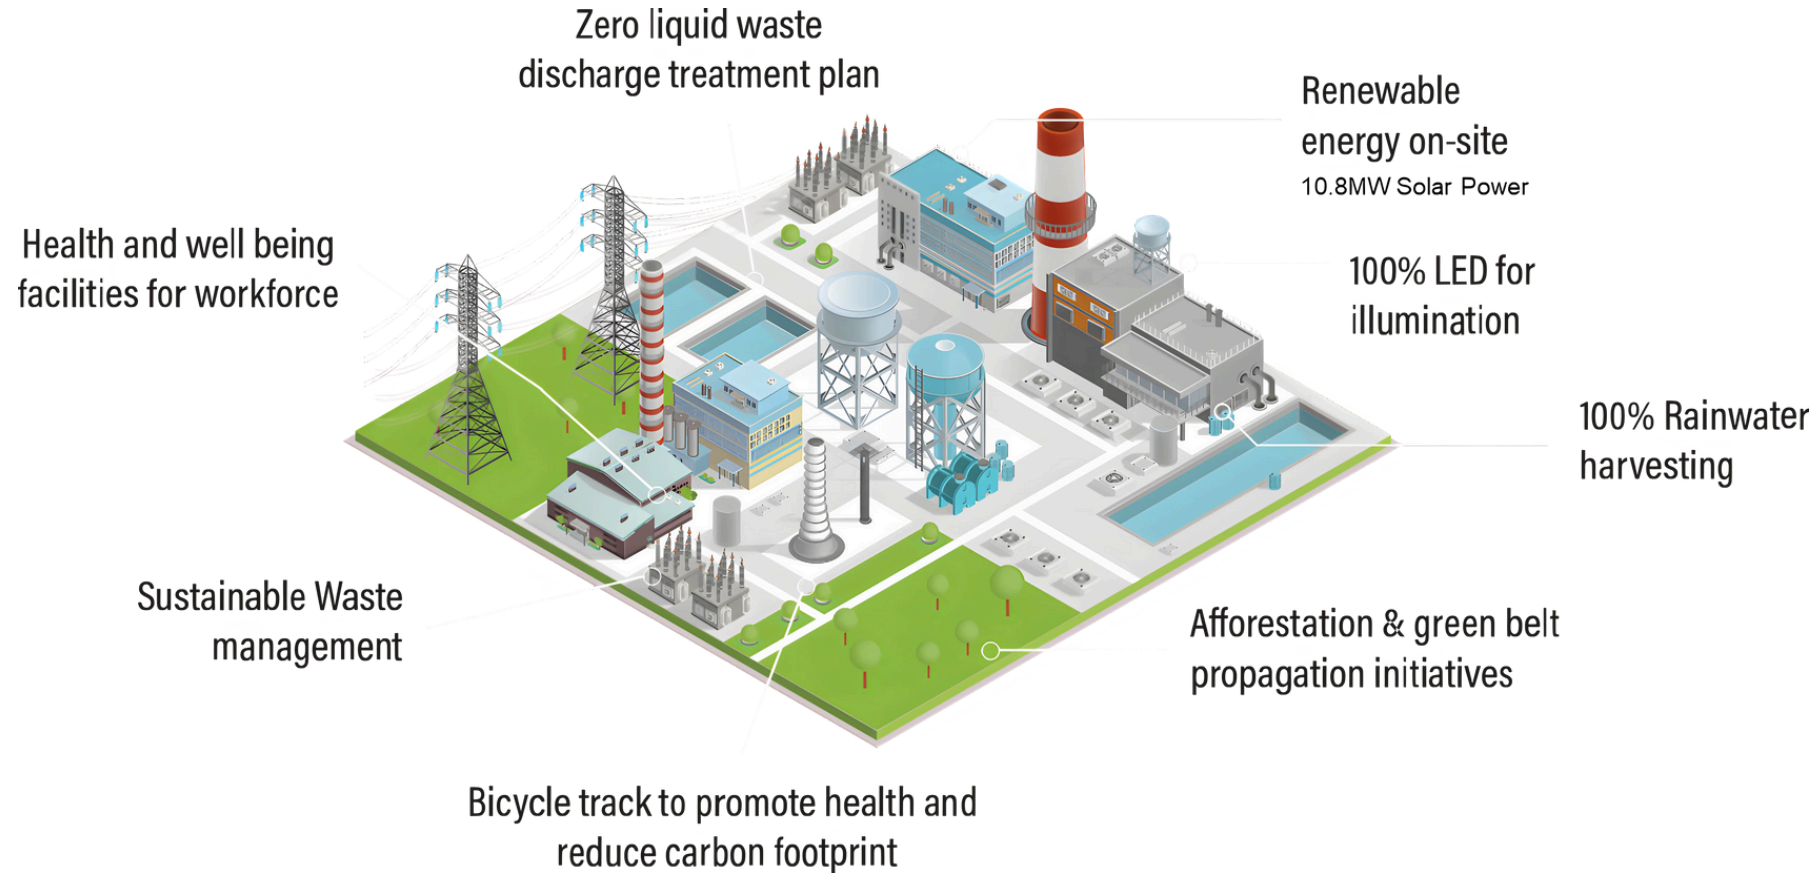 Zero liquid waste
discharge treatment plan
Renewable
energy on-site
10.8MW Solar Power
Health and well being
facilities for workforce
100% LED for
illumination
100% Rainwater
harvesting
Sustainable Waste
management
Afforestation & green belt
propagation initiatives
Bicycle track to promote health and
reduce carbon footprint